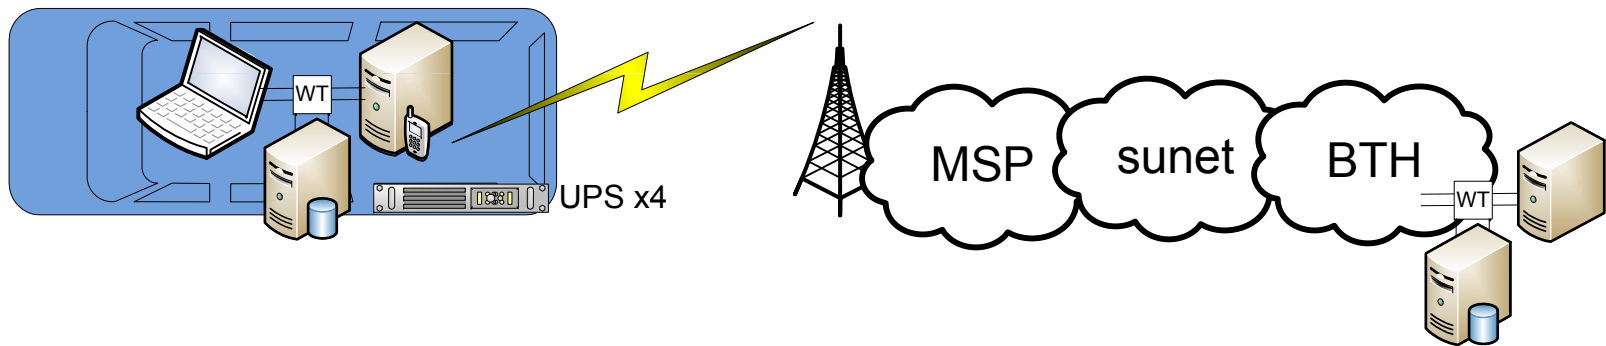 WT
UPS x4
MSP
sunet
BTH
WT